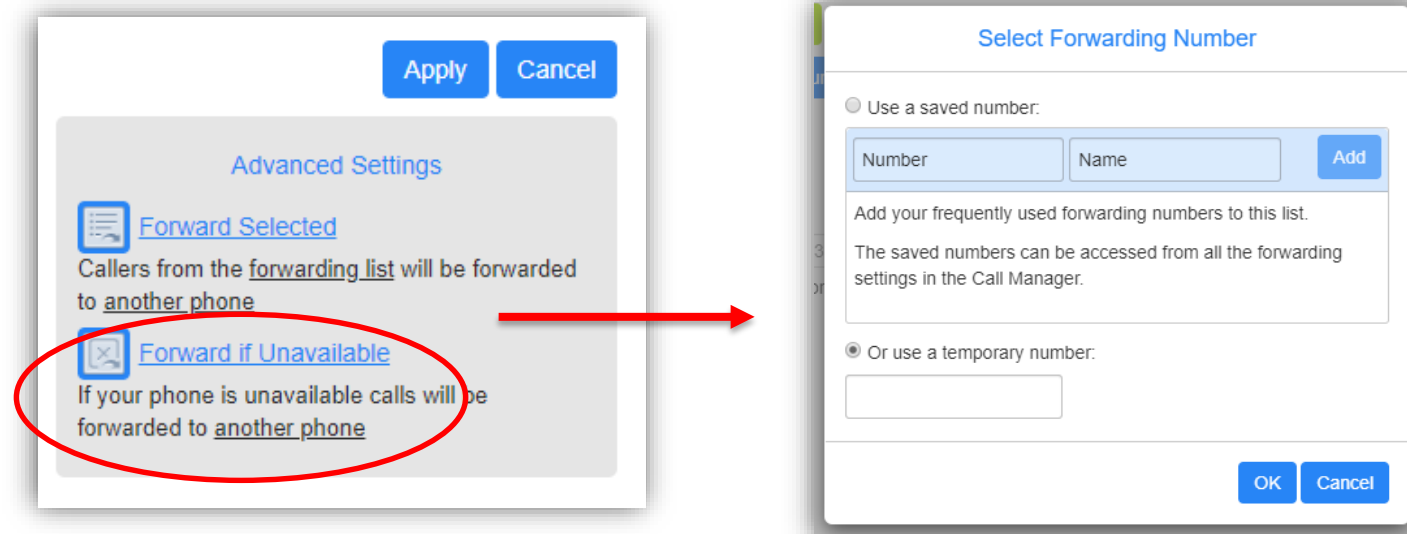 Apply Cancel
Advanced Settings
Forward Selected
Callers from the forwarding list will be forwarded
to another phone
Forward if Unavailable
If your phone is unavailable calls will be
forwarded to another phone
Select Forwarding Number
Use a saved number:
Number Name Add
Add your frequently used forwarding numbers to this list.
The saved numbers can be accessed from all the forwarding
settings in the Call Manager.
Or use a temporary number:
OK Cancel